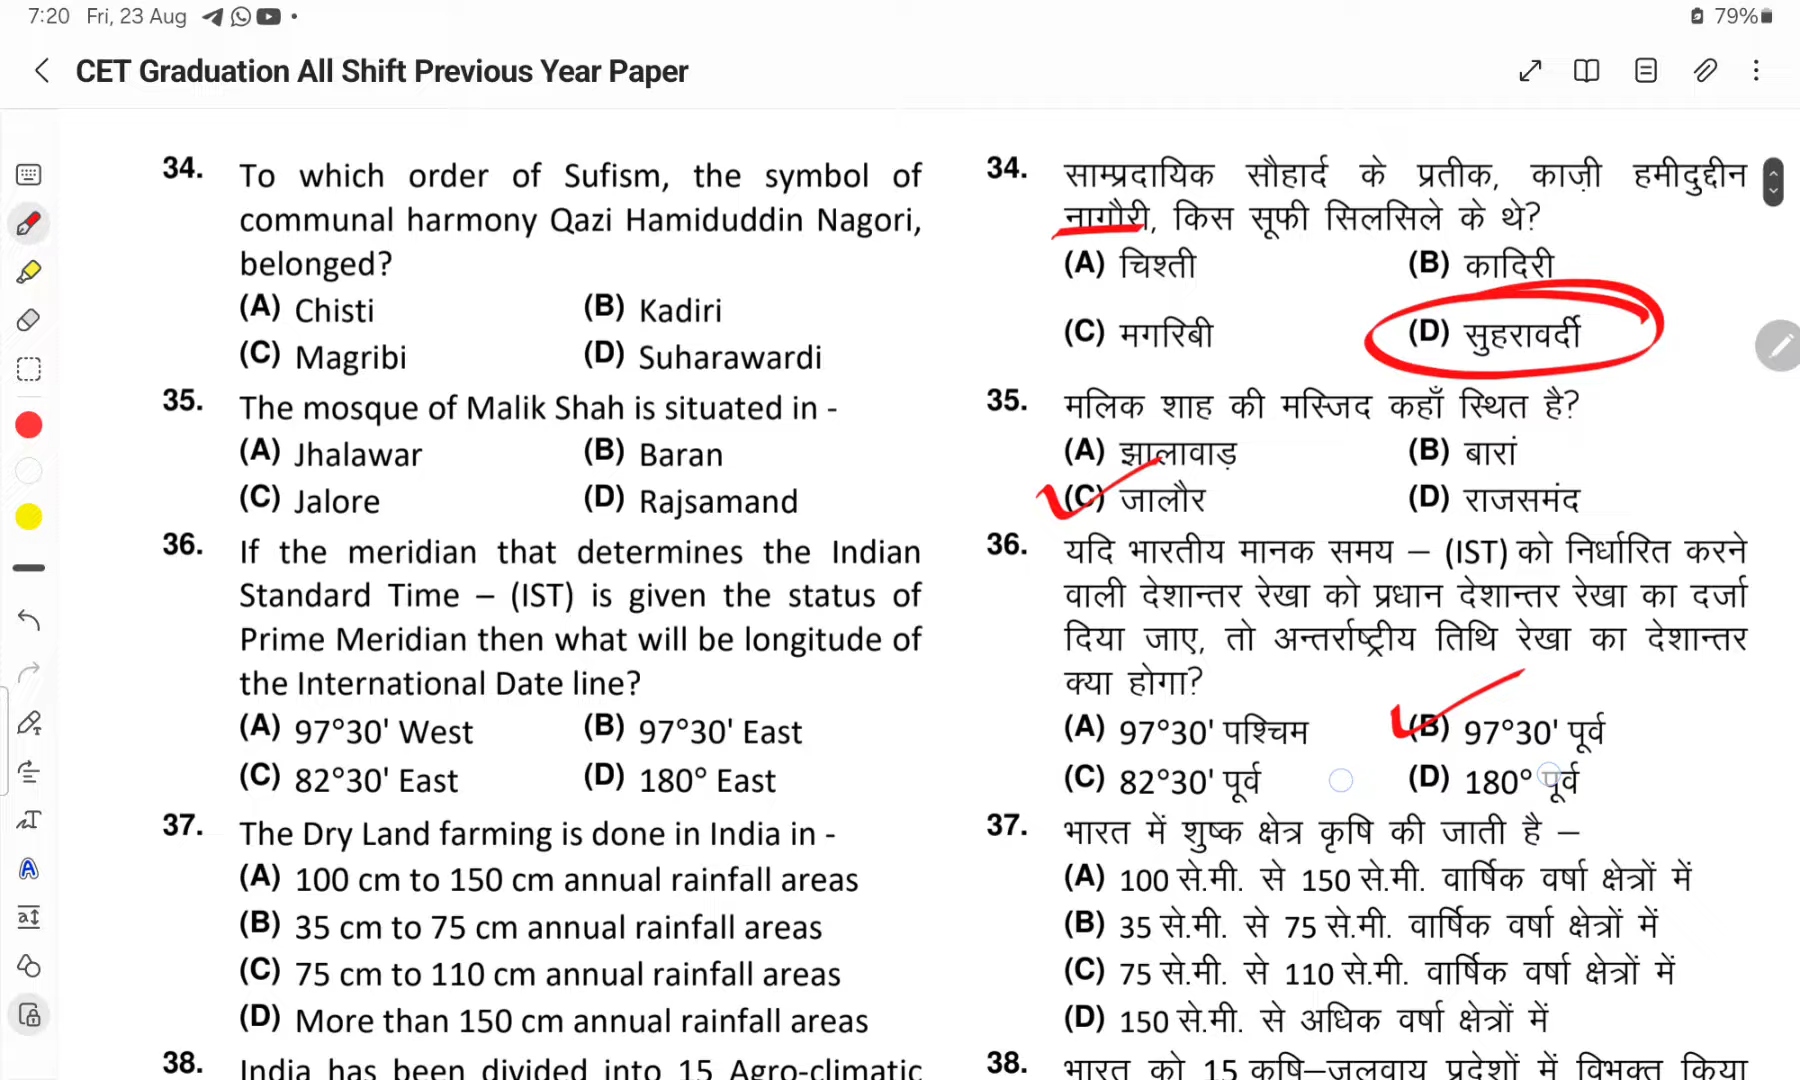 7:20 Fri, 23 Aug
79%
CET Graduation All Shift Previous Year Paper
34. To which order of Sufism, the symbol of
communal harmony Qazi Hamiduddin Nagori,
belonged?
(A) Chisti (B) Kadiri
(C) Magribi (D) Suharawardi
35. The mosque of Malik Shah is situated in -
(A) Jhalawar (B) Baran
(C) Jalore (D) Rajsamand
36. If the meridian that determines the Indian
Standard Time – (IST) is given the status of
Prime Meridian then what will be longitude of
the International Date line?
(A) 97°30' West (B) 97°30' East
(C) 82°30' East (D) 180° East
37. The Dry Land farming is done in India in -
(A) 100 cm to 150 cm annual rainfall areas
(B) 35 cm to 75 cm annual rainfall areas
(C) 75 cm to 110 cm annual rainfall areas
(D) More than 150 cm annual rainfall areas
38. India has been divided into 15 Agro-climatic
34. साम्प्रदायिक सौहार्द के प्रतीक, काज़ी हमीदुद्दीन
नागौरी, किस सूफी सिलसिले के थे?
(A) चिश्ती (B) कादिरी
(C) मगरिबी (D) सुहरावर्दी
35. मलिक शाह की मस्जिद कहाँ स्थित है?
(A) झालावाड़ (B) बारां
(C) जालौर (D) राजसमंद
36. यदि भारतीय मानक समय – (IST) को निर्धारित करने
वाली देशान्तर रेखा को प्रधान देशान्तर रेखा का दर्जा
दिया जाए, तो अन्तर्राष्ट्रीय तिथि रेखा का देशान्तर
क्या होगा?
(A) 97°30' पश्चिम (B) 97°30' पूर्व
(C) 82°30' पूर्व (D) 180° पूर्व
37. भारत में शुष्क क्षेत्र कृषि की जाती है –
(A) 100 से.मी. से 150 से.मी. वार्षिक वर्षा क्षेत्रों में
(B) 35 से.मी. से 75 से.मी. वार्षिक वर्षा क्षेत्रों में
(C) 75 से.मी. से 110 से.मी. वार्षिक वर्षा क्षेत्रों में
(D) 150 से.मी. से अधिक वर्षा क्षेत्रों में
38. भारत को 15 कृषि–जलवायु प्रदेशों में विभक्त किया